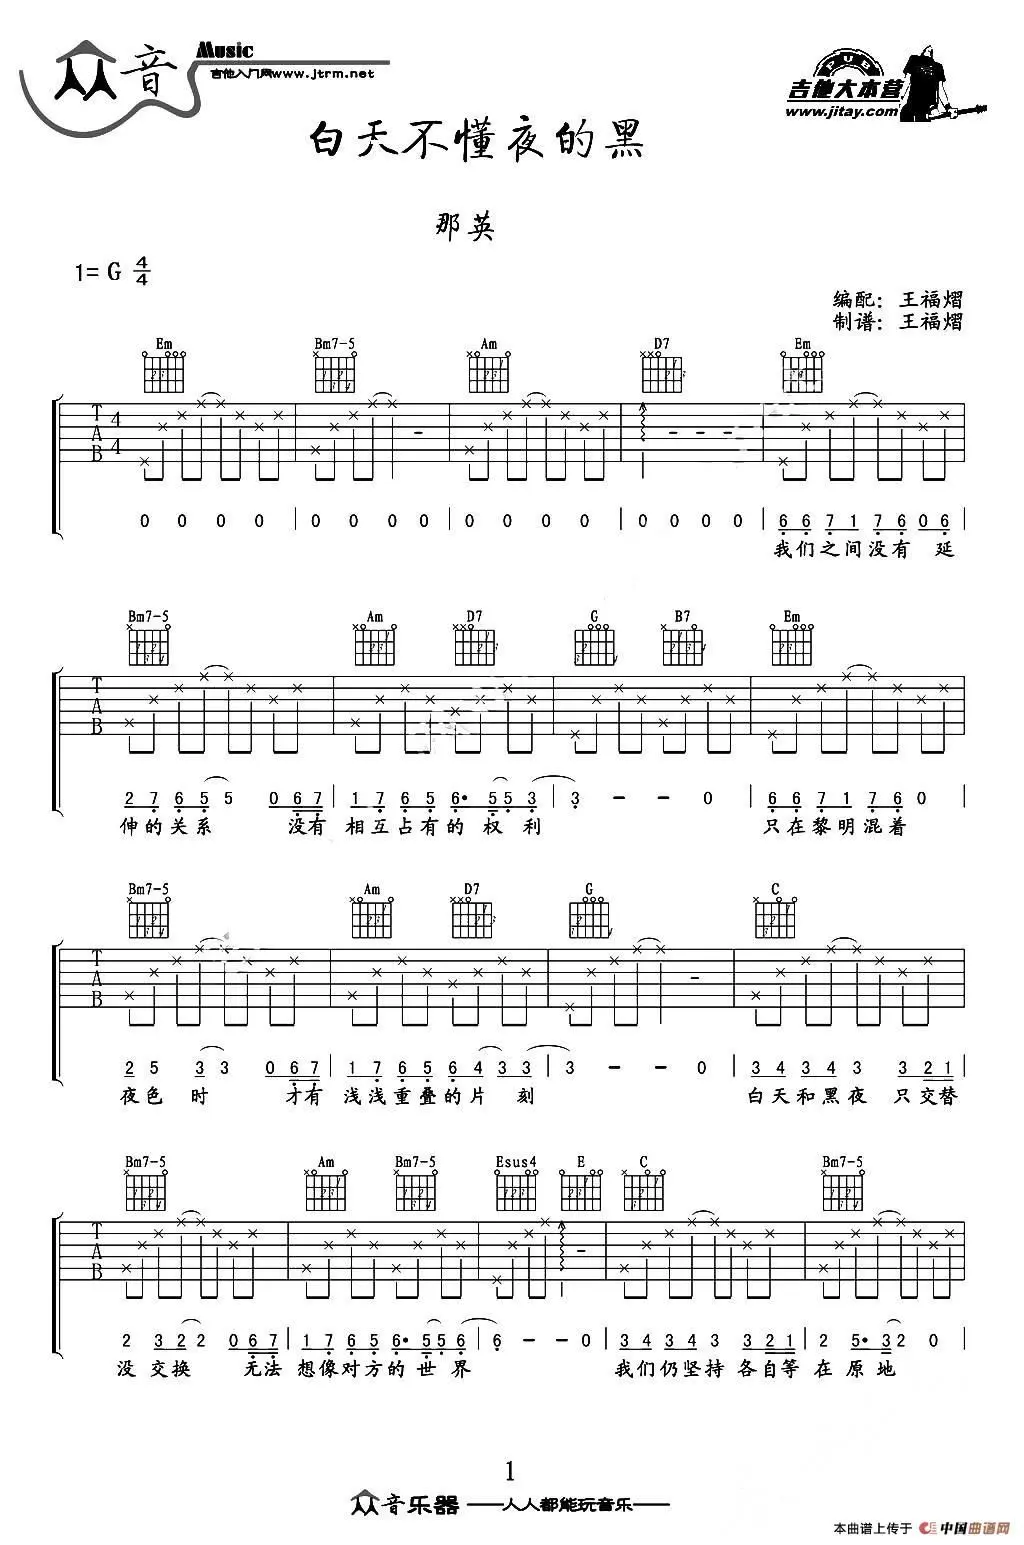 众音 Music
吉他入门网www.jtrm.net
PUB
吉他大本营
www.jitay.com
白天不懂夜的黑
那英
1= G 4/4
编配：王福熠
制谱：王福熠
Em Bm7-5 Am D7 Em
T A B 4/4
0 0 0 0 | 0 0 0 0 | 0 0 0 0 | 0 0 0 0 | 6 6 7 1 7 6 0 6 |
我们之间没有 延
Bm7-5 Am D7 G B7 Em
T A B
2 7 6 5 5 0 6 7 | 1 7 6 5 6· 5 5 3 | 3 - - 0 | 6 6 7 1 7 6 0 |
伸的关系 没有 相互占有的 权利 只在黎明混着
Bm7-5 Am D7 G C
T A B
2 5 3 3 0 6 7 | 1 7 6 5 6 4 3 3 | 3 - - 0 | 3 4 3 4 3 3 2 1 |
夜色 时 才有 浅浅重叠的片 刻 白天和黑夜 只交替
Bm7-5 Am Bm7-5 Esus4 E C Bm7-5
T A B
2 3 2 2 0 6 7 | 1 7 6 5 6· 5 5 6 | 6 - - 0 | 3 4 3 4 3 3 2 1 | 2 5· 3 2 0 |
没 交换 无法 想像对方的 世界 我们仍坚持 各自等 在 原 地
1
众音乐器 ——人人都能玩音乐——
本曲谱上传于 中国曲谱网